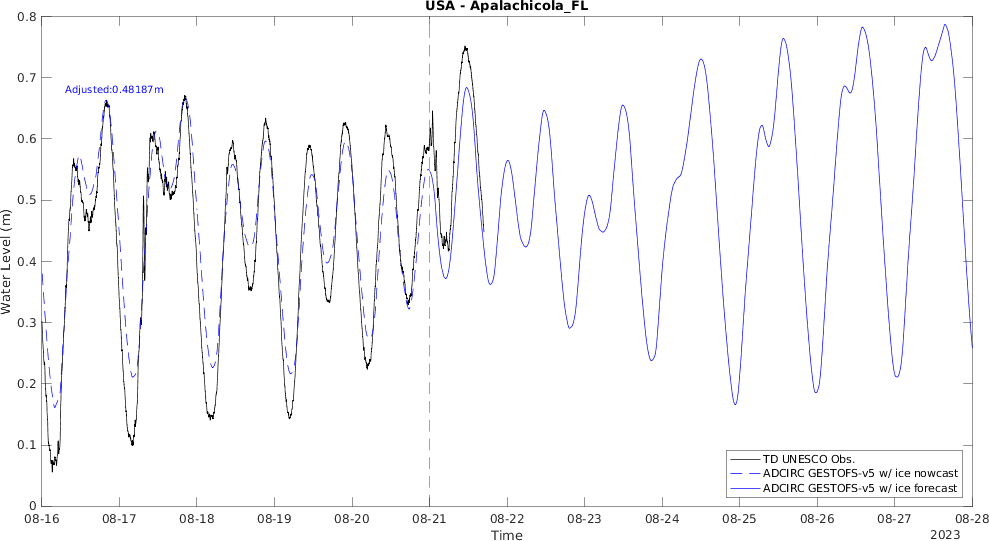 USA - Apalachicola_FL
0.8
0.7
Adjusted:0.48187m
0.6
0.5
0.4
0.3
0.2
0.1
0
Water Level (m)
TD UNESCO Obs.
ADCIRC GESTOFS-v5 w/ ice nowcast
ADCIRC GESTOFS-v5 w/ ice forecast
08-16 08-17 08-18 08-19 08-20 08-21 08-22 08-23 08-24 08-25 08-26 08-27 08-28
Time
2023